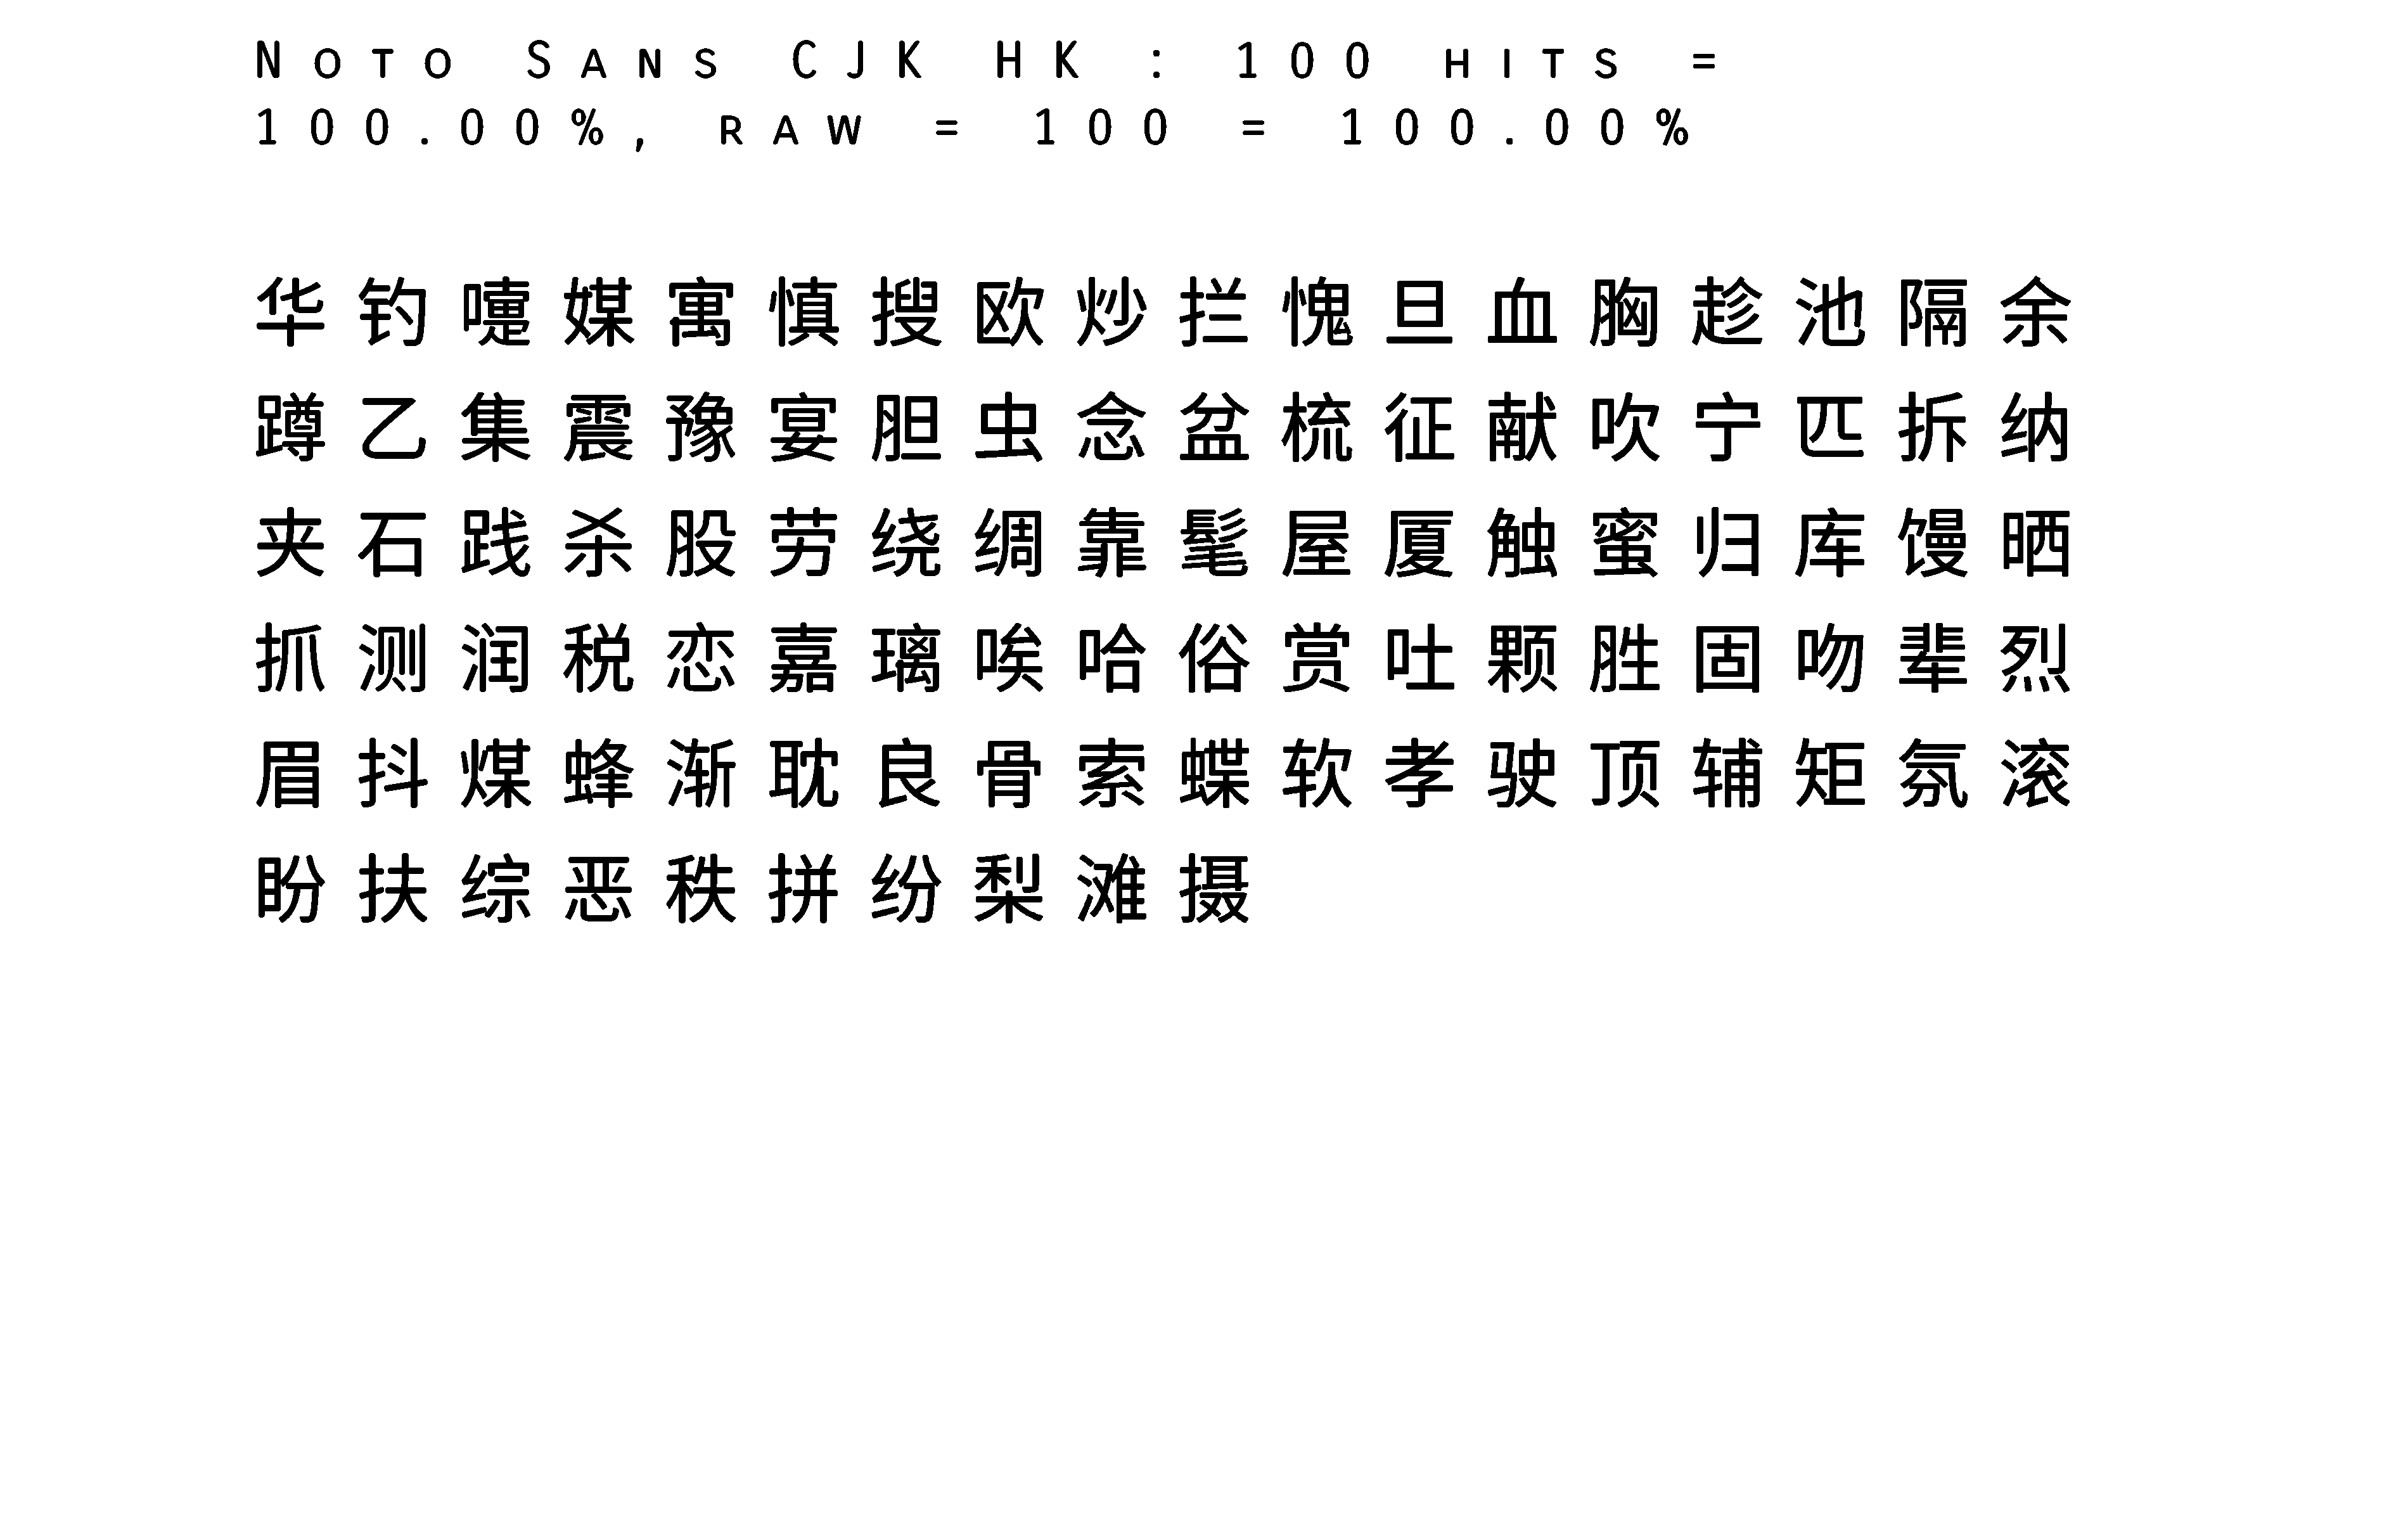 Noto Sans CJK HK : 100 hits =
100.00%, raw = 100 = 100.00%
华钓嚏媒寓慎搜欧炒拦愧旦血胸趁池隔余
蹲乙集震豫宴胆虫念盆梳征献吹宁匹拆纳
夹石践杀股劳绕绸靠髦屋厦触蜜归库馒晒
抓测润税恋嘉璃唉哈俗赏吐颗胜固吻辈烈
眉抖煤蜂渐耽良骨索蝶软孝驶顶辅矩氛滚
盼扶综恶秩拼纷梨滩摄